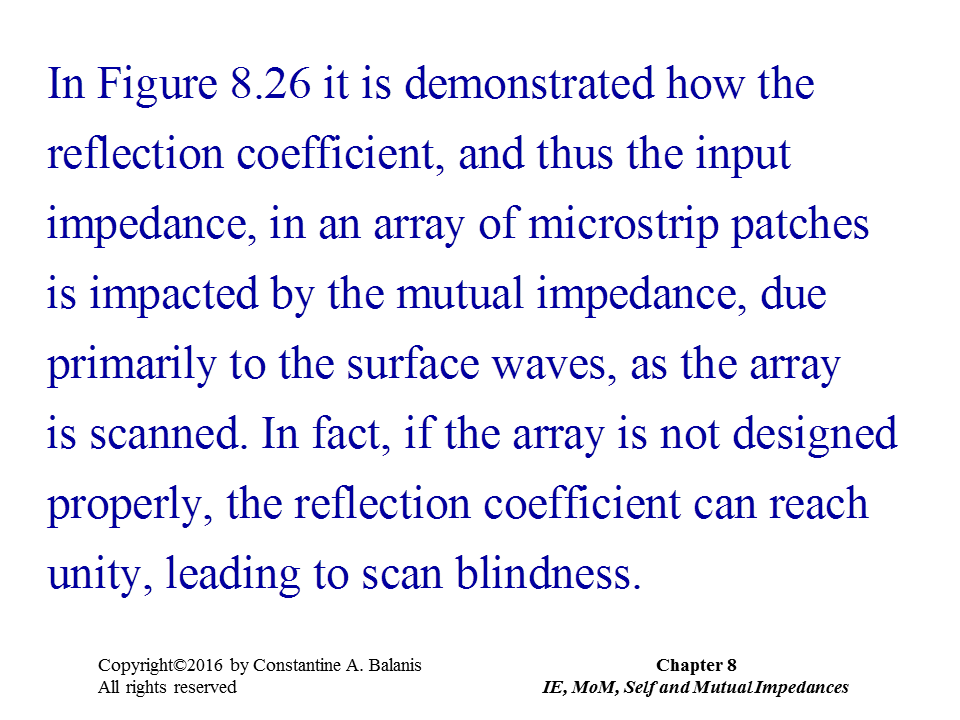 In Figure 8.26 it is demonstrated how the
reflection coefficient, and thus the input
impedance, in an array of microstrip patches
is impacted by the mutual impedance, due
primarily to the surface waves, as the array
is scanned. In fact, if the array is not designed
properly, the reflection coefficient can reach
unity, leading to scan blindness.
Copyright©2016 by Constantine A. Balanis
All rights reserved
Chapter 8
IE, MoM, Self and Mutual Impedances